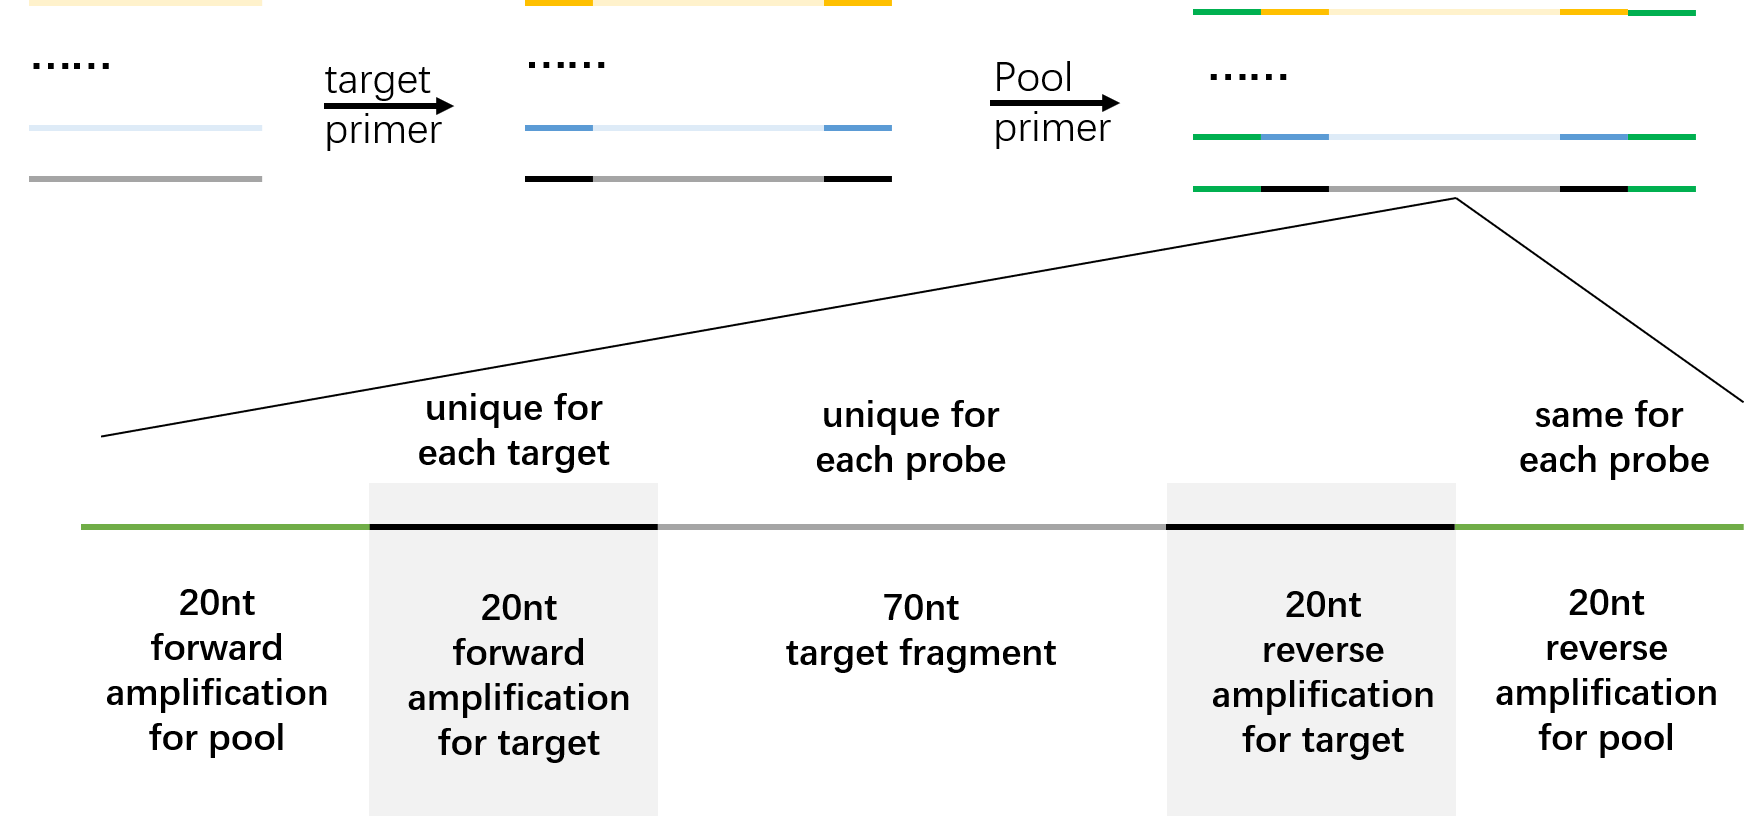 ......
target
primer
......
Pool
primer
......
unique for
each target
unique for
each probe
same for
each probe
20nt
forward
amplification
for pool
20nt
forward
amplification
for target
70nt
target fragment
20nt
reverse
amplification
for target
20nt
reverse
amplification
for pool